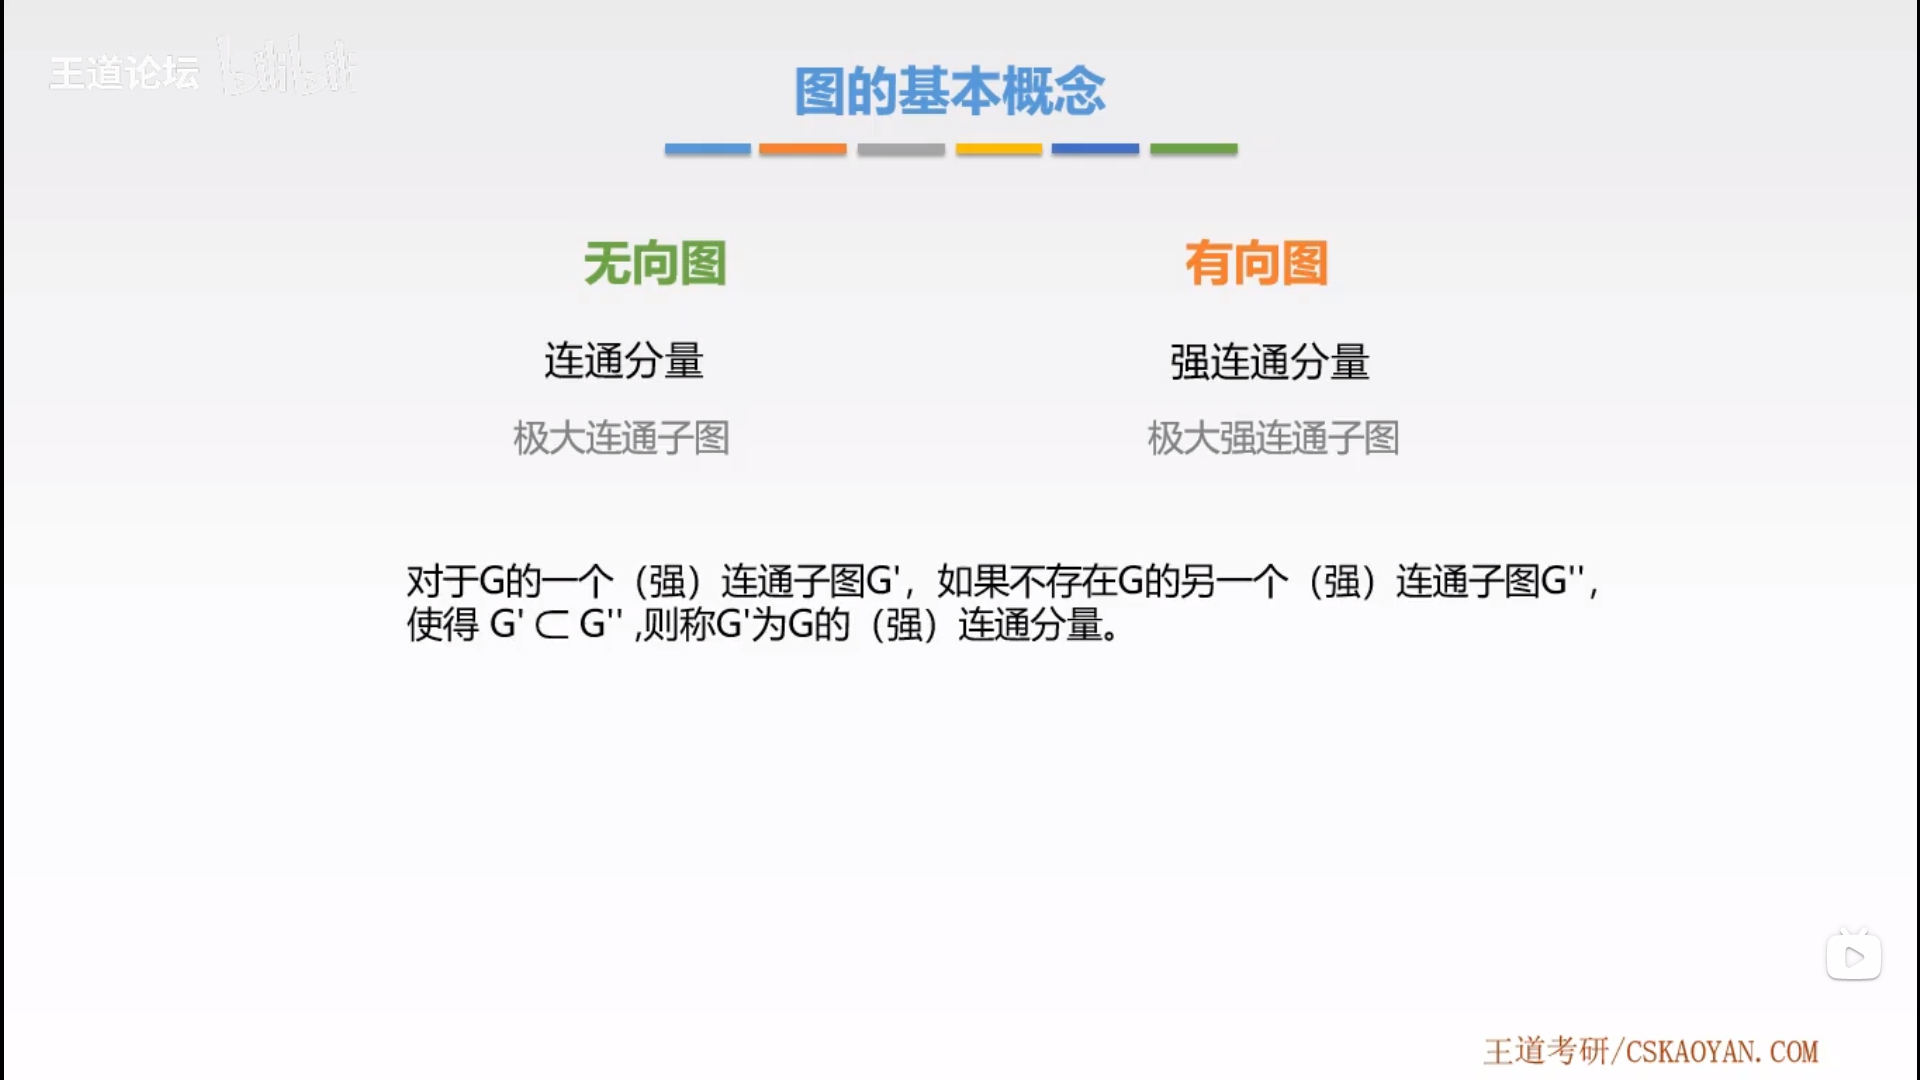 王道论坛 bilibili
图的基本概念
无向图 有向图
连通分量 强连通分量
极大连通子图 极大强连通子图
对于G的一个（强）连通子图G'，如果不存在G的另一个（强）连通子图G''，
使得 G' ⊂ G'' ,则称G'为G的（强）连通分量。
王道考研/CSKAOYAN.COM